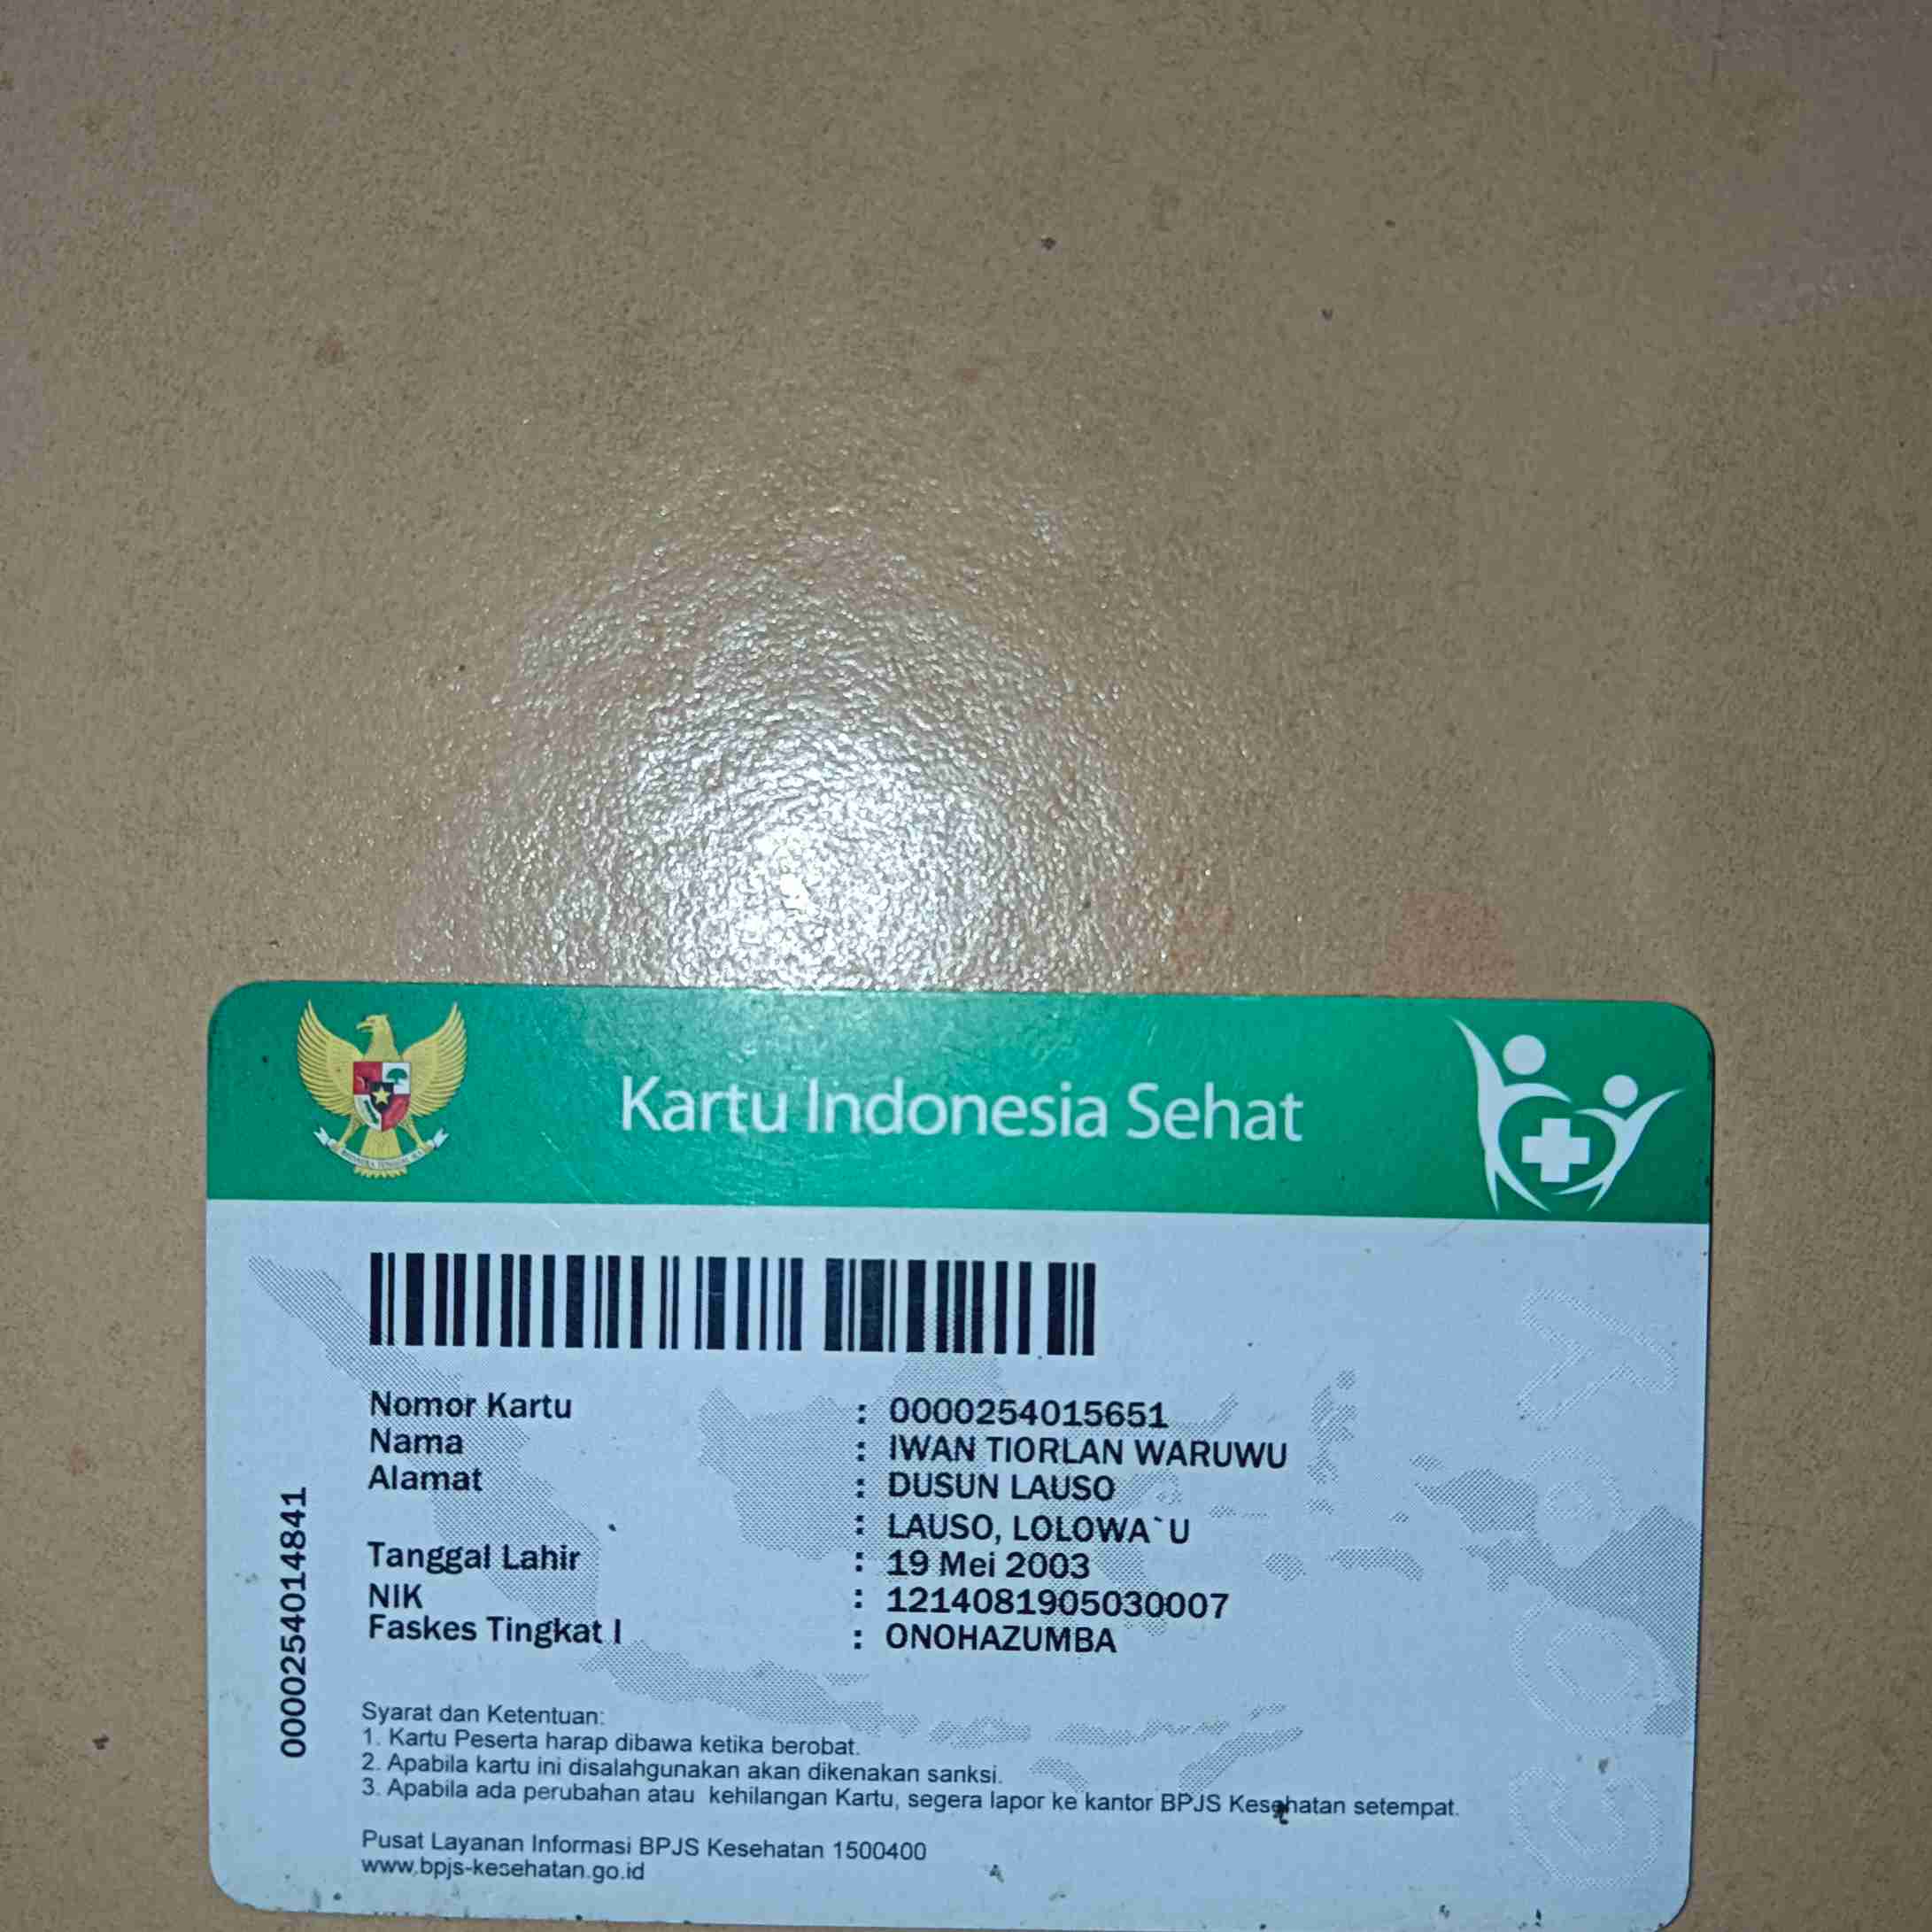 Kartu Indonesia Sehat
Nomor Kartu : 0000254015651
Nama : IWAN TIORLAN WARUWU
Alamat : DUSUN LAUSO
: LAUSO, LOLOWA`U
Tanggal Lahir : 19 Mei 2003
NIK : 1214081905030007
Faskes Tingkat I : ONOHAZUMBA
0000254014841
Syarat dan Ketentuan:
1. Kartu Peserta harap dibawa ketika berobat.
2. Apabila kartu ini disalahgunakan akan dikenakan sanksi.
3. Apabila ada perubahan atau kehilangan Kartu, segera lapor ke kantor BPJS Kesehatan setempat.
Pusat Layanan Informasi BPJS Kesehatan 1500400
www.bpjs-kesehatan.go.id